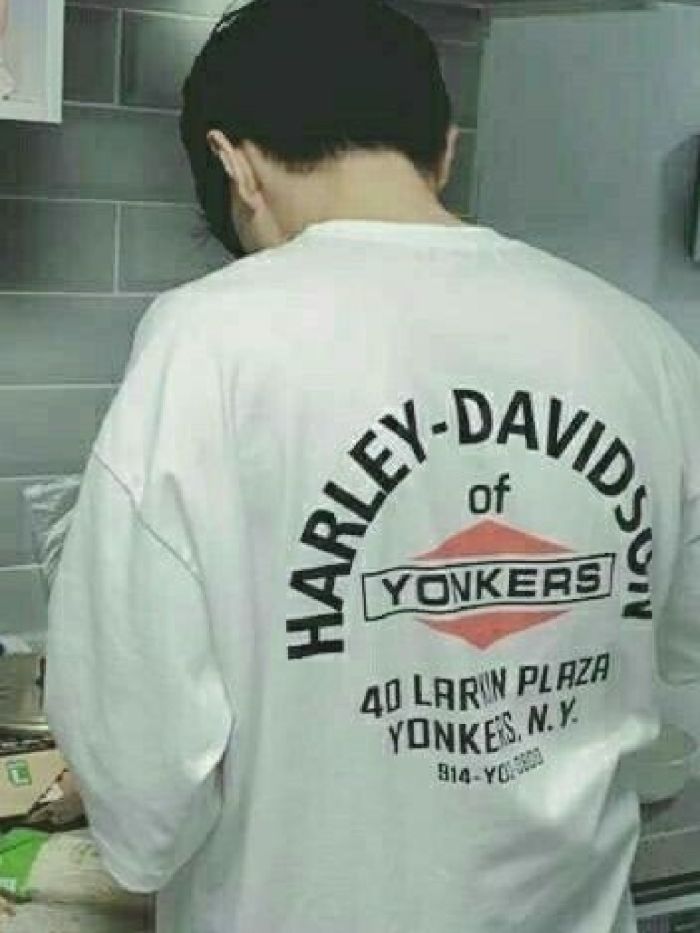 HARLEY-DAVIDSON
of
YONKERS
40 LARKIN PLAZA
YONKERS, N.Y.